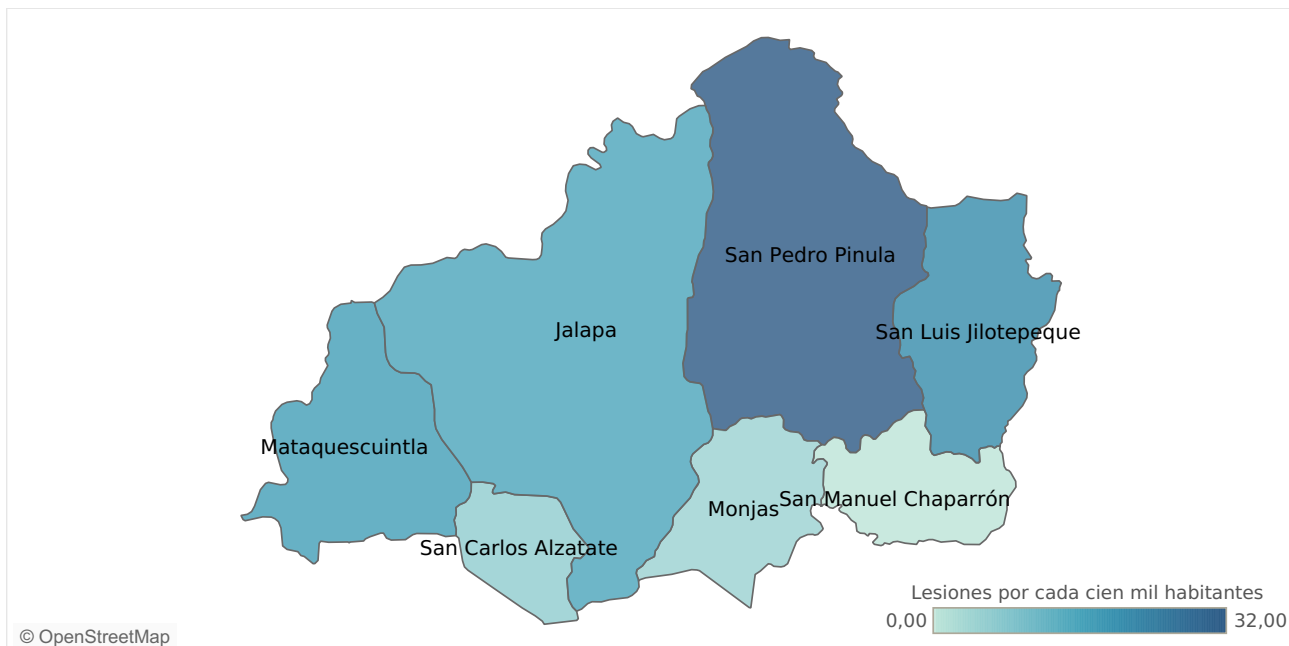 San Pedro Pinula
Jalapa
San Luis Jilotepeque
Mataquescuintla
San Manuel Chaparrón
Monjas
San Carlos Alzatate
Lesiones por cada cien mil habitantes
0,00
32,00
© OpenStreetMap